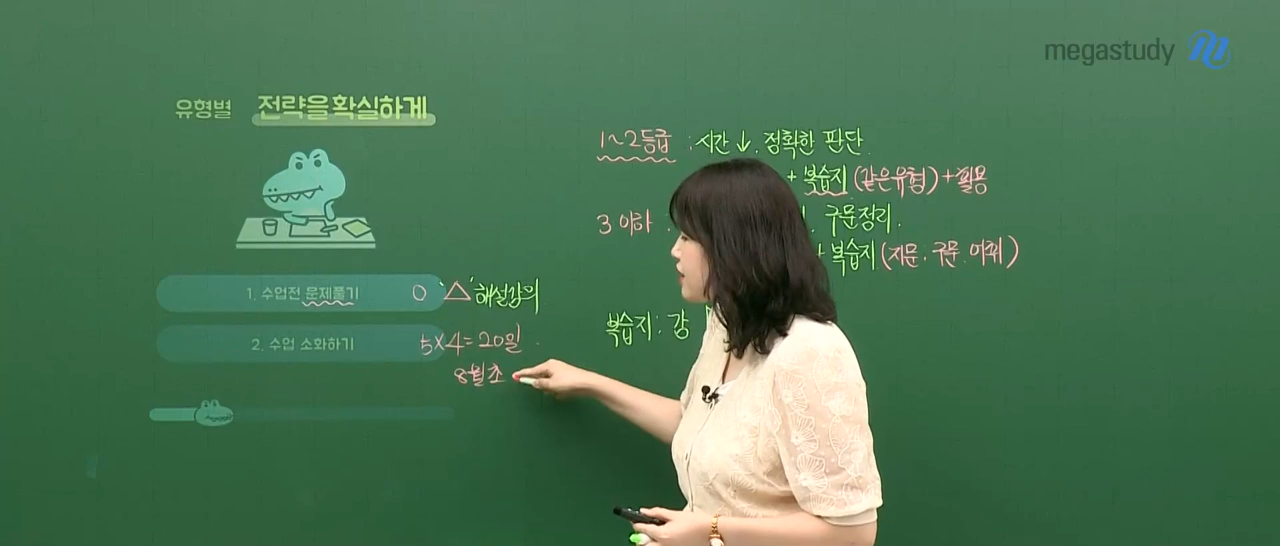 megastudy
유형별 전략을 확실하게
1. 수업전 문제풀기 O '△' 해설강의
2. 수업 소화하기 5×4=20일
8월초
1~2등급 : 시간↓. 정확한 판단
+ 복습지 (같은유형) + 활용
3 이하 : 구문정리.
복습지 (지문. 구문. 어휘)
복습지 : 강